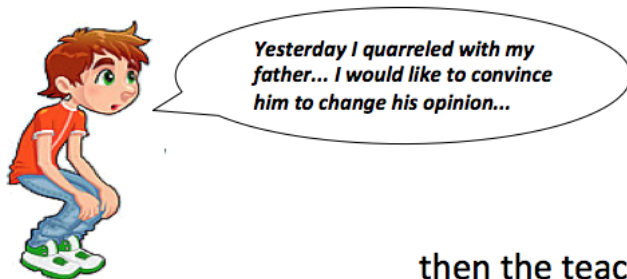 Yesterday I quarreled with my
father... I would like to convince
him to change his opinion...
then the teac